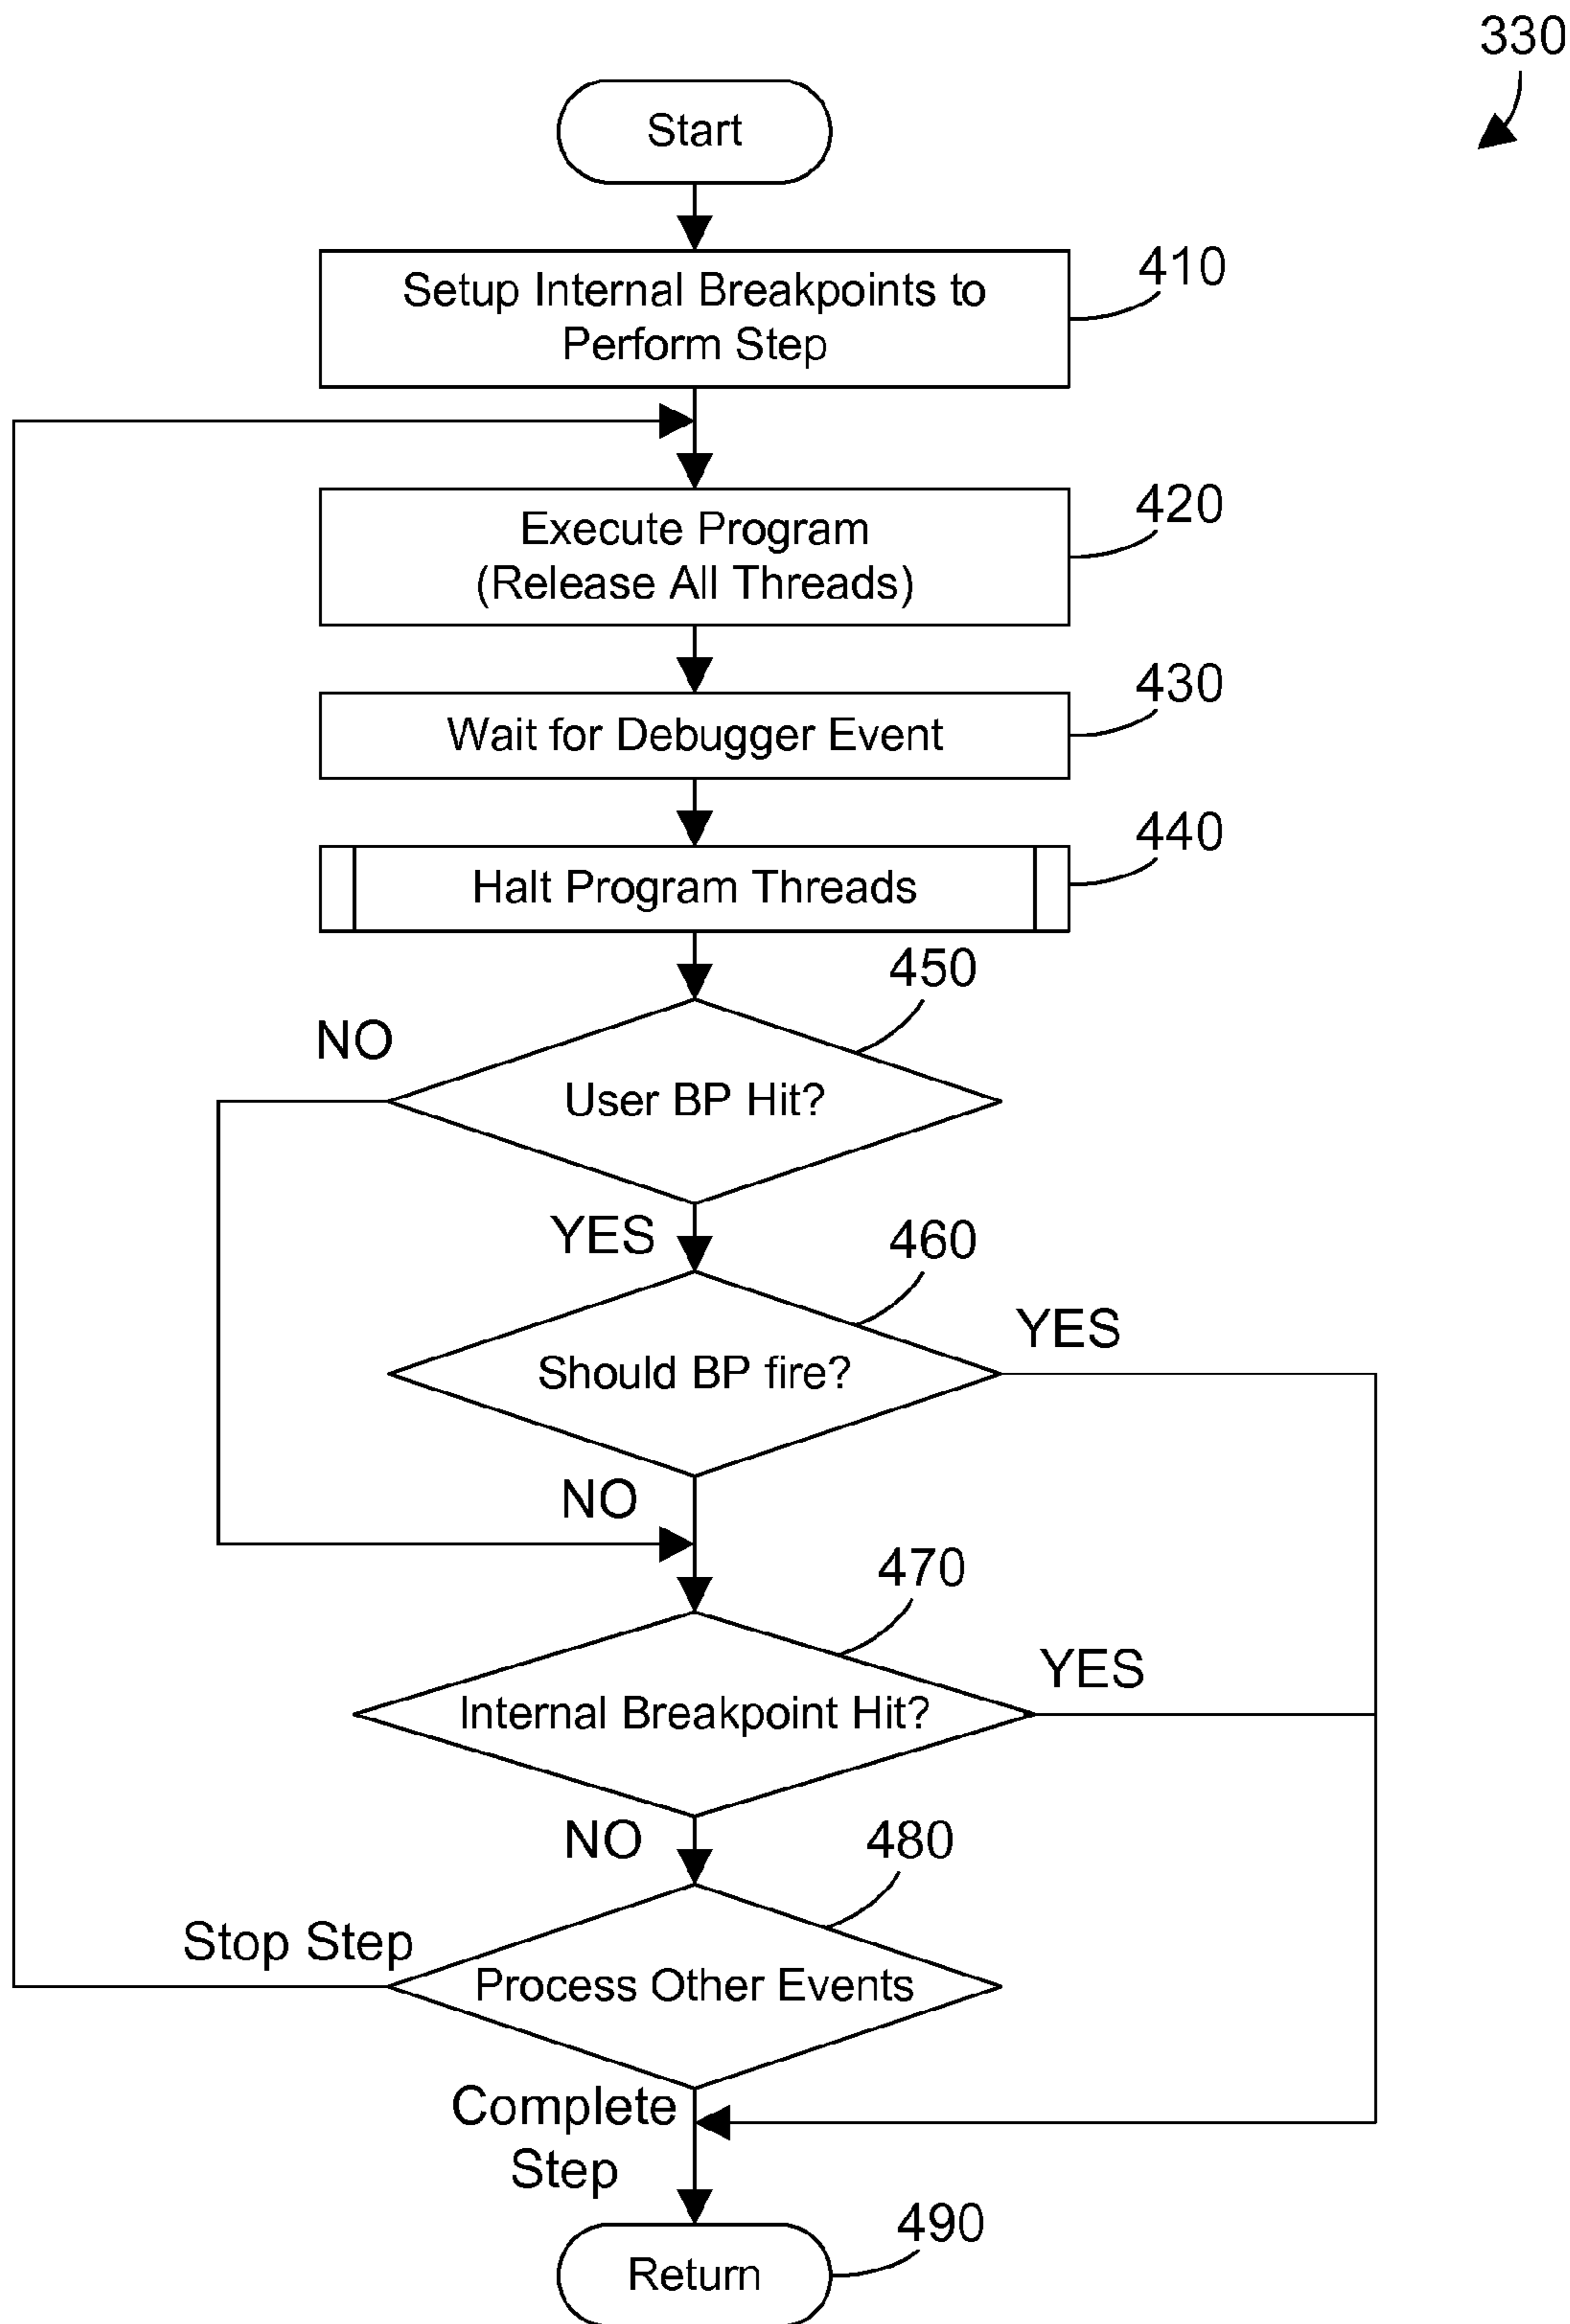 330
Start
410
Setup Internal Breakpoints to
Perform Step
420
Execute Program
(Release All Threads)
430
Wait for Debugger Event
440
Halt Program Threads
450
NO
User BP Hit?
YES
460
YES
Should BP fire?
NO
470
YES
Internal Breakpoint Hit?
NO
480
Stop Step
Process Other Events
Complete
Step
490
Return